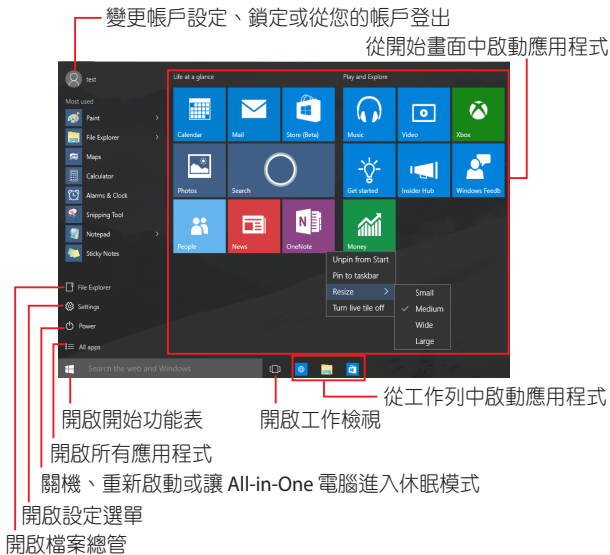 變更帳戶設定、鎖定或從您的帳戶登出
從開始畫面中啟動應用程式
test
Life at a glance
Play and Explore
Most used
Paint
File Explorer
Maps
Calculator
Alarms & Clock
Snipping Tool
Notepad
Sticky Notes
File Explorer
Settings
Power
All apps
Calendar
Mail
Store (Beta)
Music
Video
Xbox
Photos
Search
Get started
Insider Hub
Windows Feedb
People
News
OneNote
Money
Unpin from Start
Pin to taskbar
Resize
Turn live tile off
Small
Medium
Wide
Large
Search the web and Windows
從工作列中啟動應用程式
開啟開始功能表
開啟工作檢視
開啟所有應用程式
關機、重新啟動或讓 All-in-One 電腦進入休眠模式
開啟設定選單
開啟檔案總管